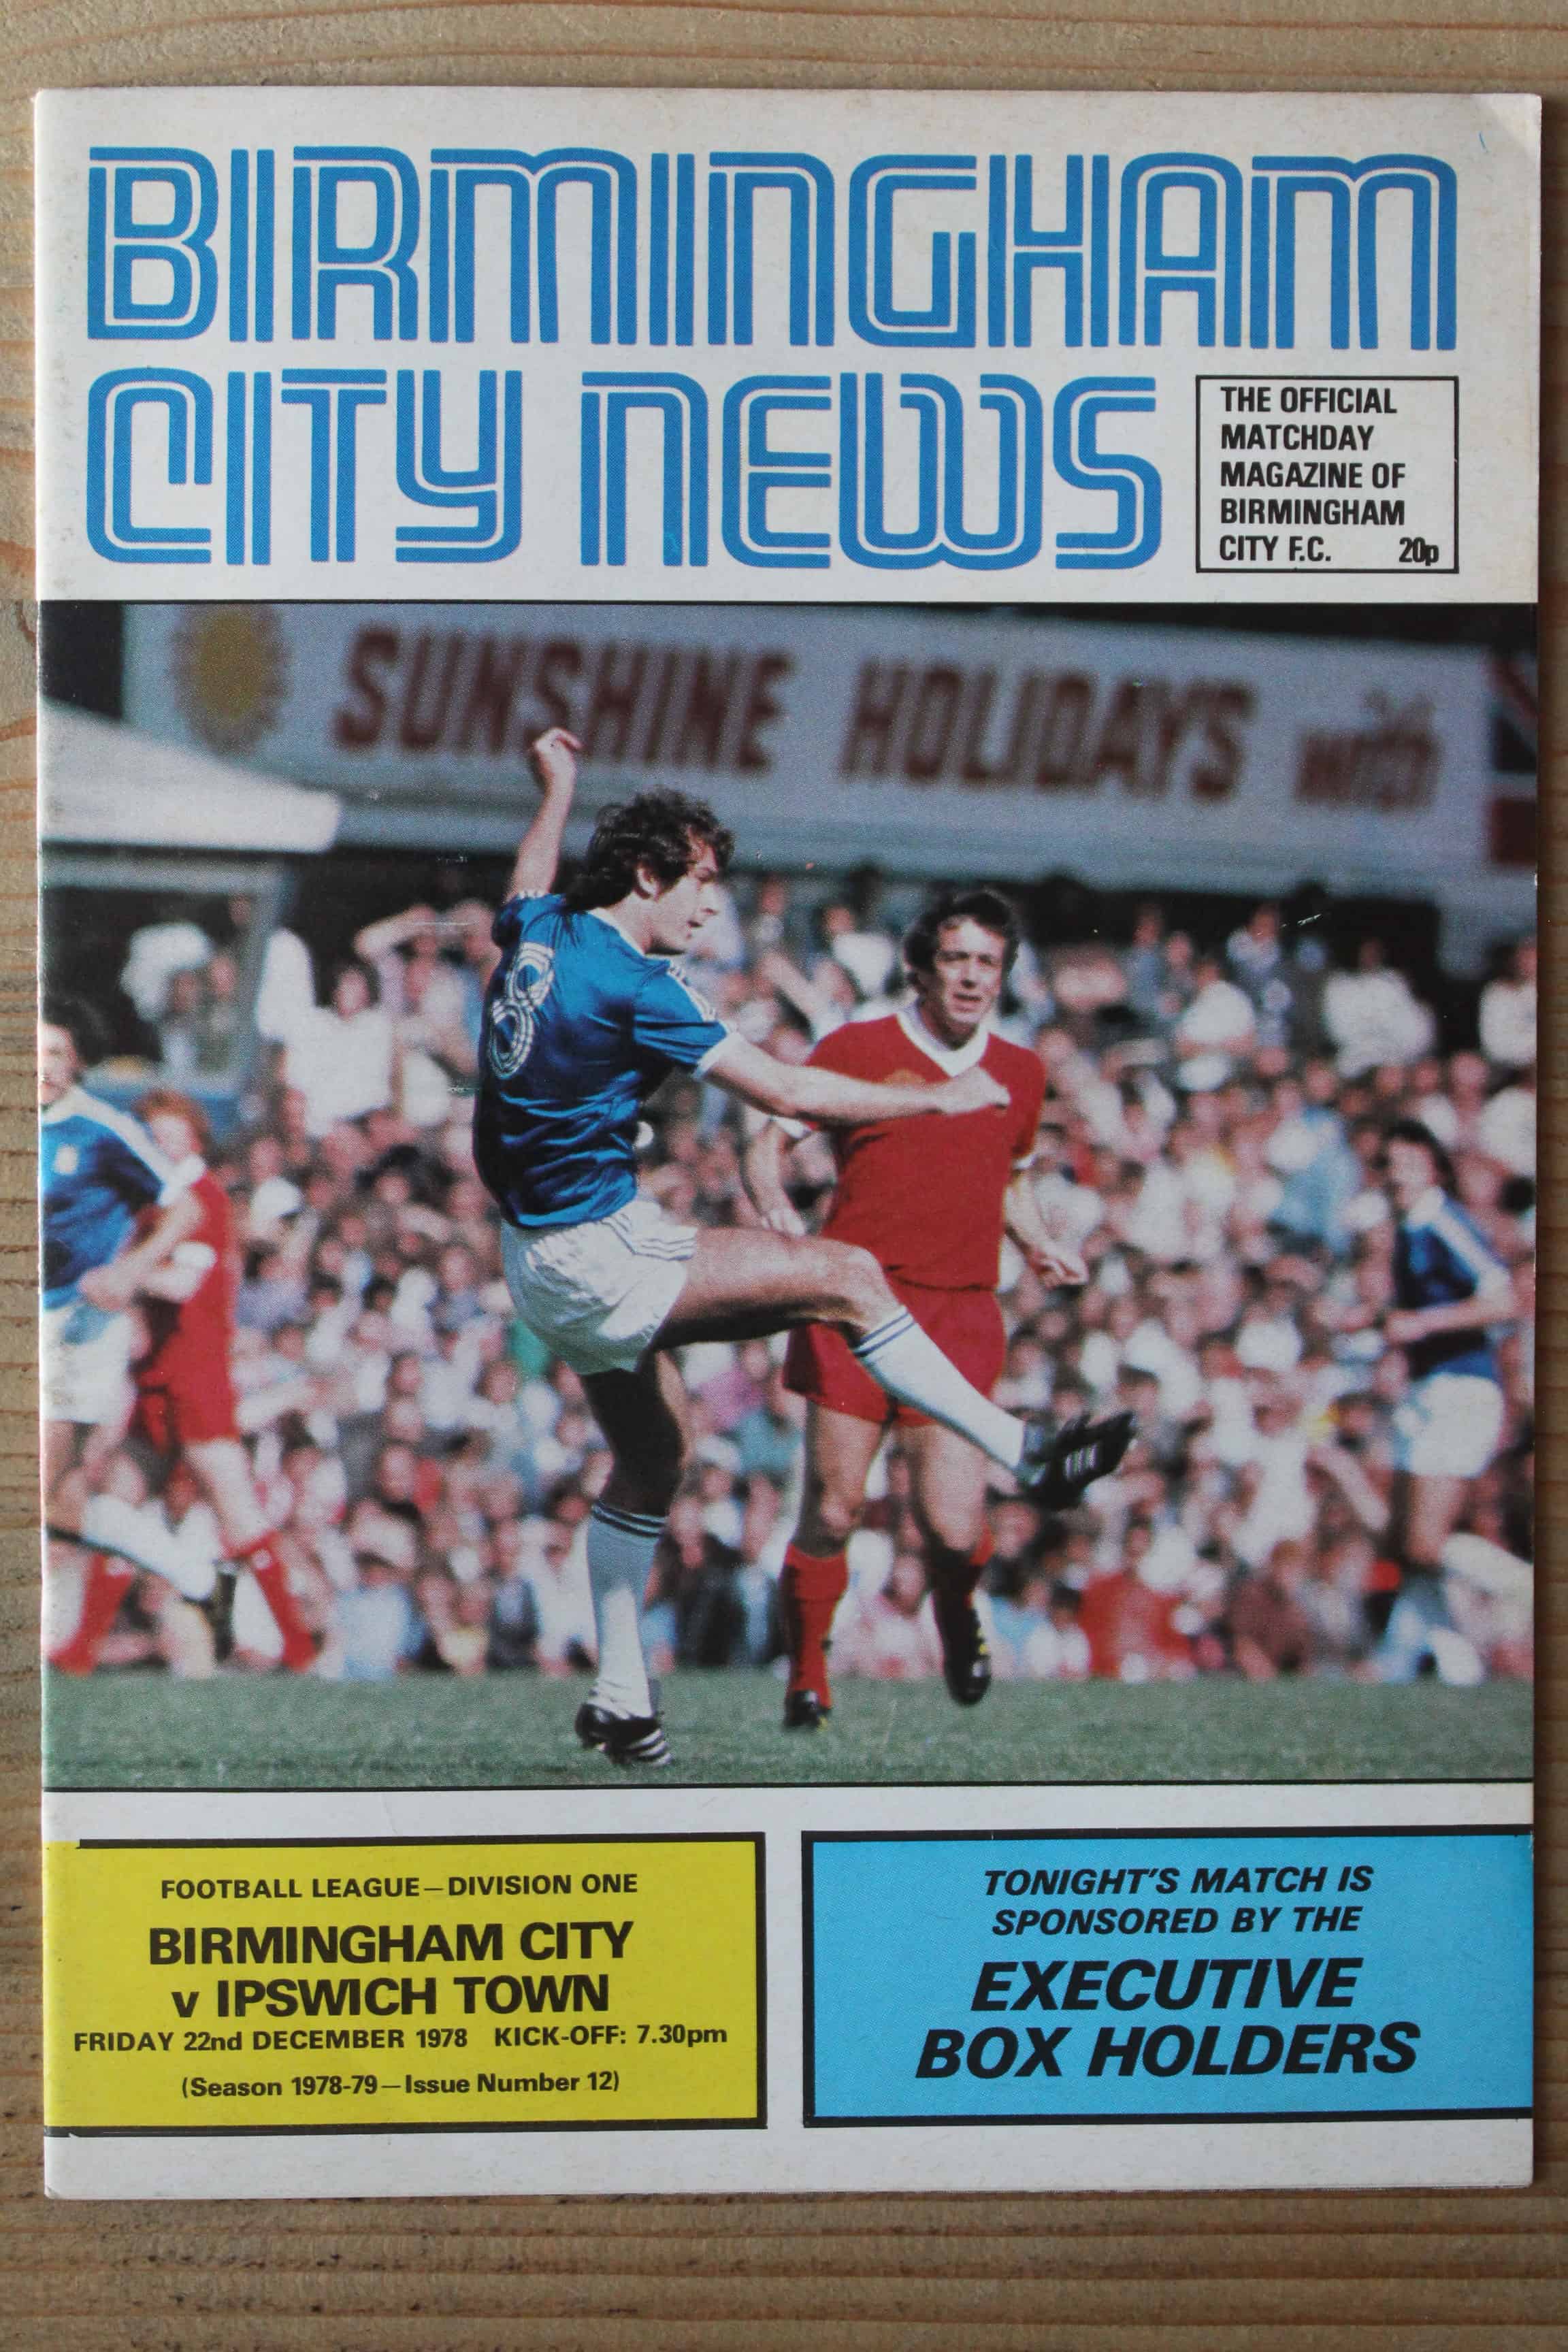 BIRMINGHAM
CITY NEWS
THE OFFICIAL
MATCHDAY
MAGAZINE OF
BIRMINGHAM
CITY F.C. 20p
SUNSHINE HOLIDAYS with
8
FOOTBALL LEAGUE—DIVISION ONE
BIRMINGHAM CITY
v IPSWICH TOWN
FRIDAY 22nd DECEMBER 1978 KICK-OFF: 7.30pm
(Season 1978-79—Issue Number 12)
TONIGHT'S MATCH IS
SPONSORED BY THE
EXECUTIVE
BOX HOLDERS